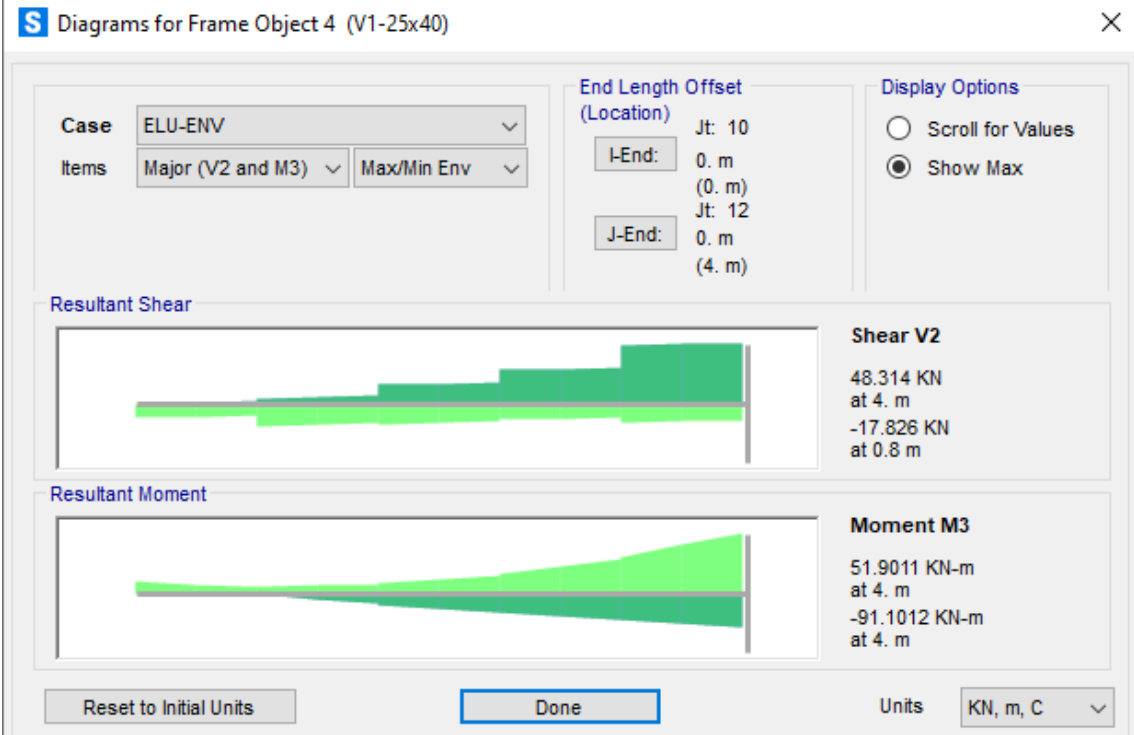 S Diagrams for Frame Object 4 (V1-25x40)
Case ELU-ENV
Items Major (V2 and M3) Max/Min Env
End Length Offset
(Location)
Jt: 10
I-End: 0. m
(0. m)
Jt: 12
J-End: 0. m
(4. m)
Display Options
Scroll for Values
Show Max
Resultant Shear
Shear V2
48.314 KN
at 4. m
-17.826 KN
at 0.8 m
Resultant Moment
Moment M3
51.9011 KN-m
at 4. m
-91.1012 KN-m
at 4. m
Reset to Initial Units
Done
Units KN, m, C